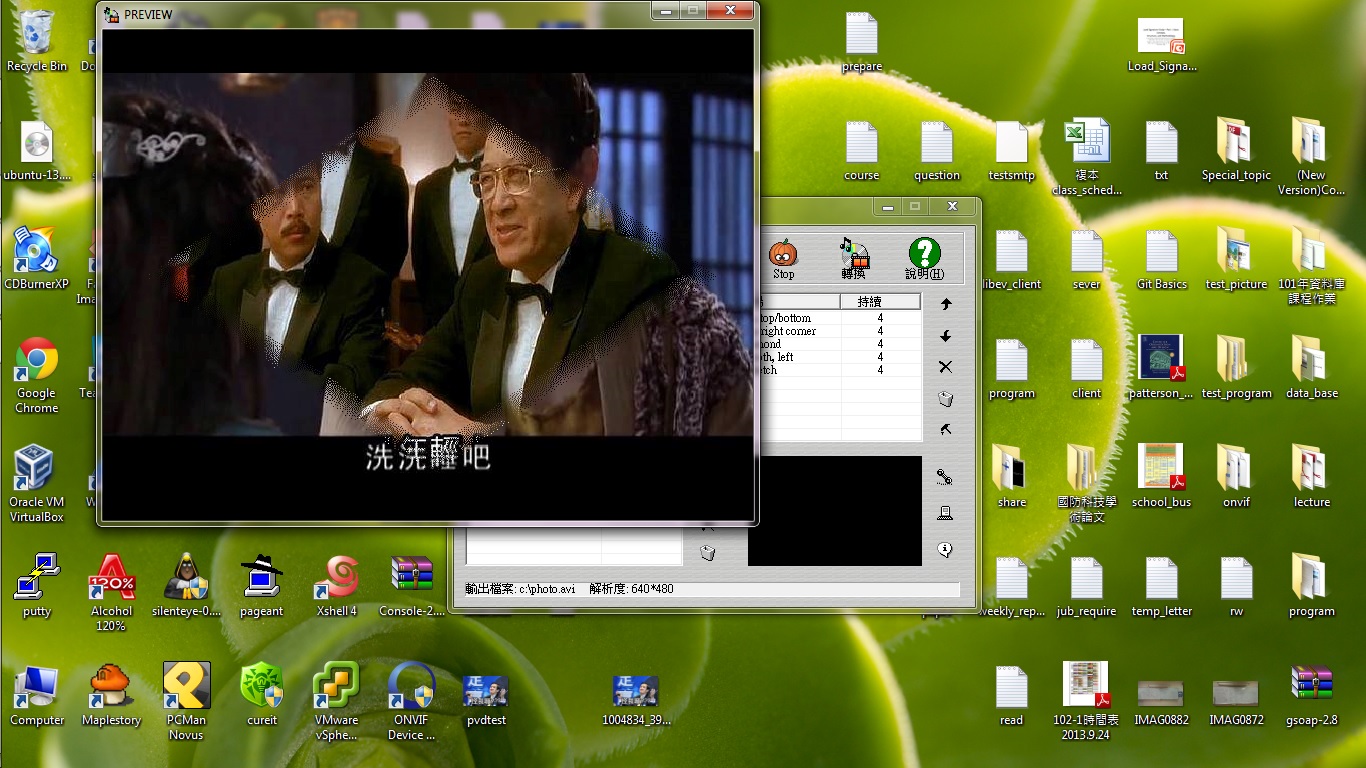 PREVIEW
洗洗睡吧
Stop
轉換
說明(H)
持續
top/bottom 4
right corner 4
4
left 4
4
輸出檔案: c:\photo.avi 解析度: 640*480
Recycle Bin
ubuntu-13....
CDBurnerXP
Google
Chrome
Oracle VM
VirtualBox
putty
Alcohol
120%
silenteye-0....
pageant
Xshell 4
Console-2....
Computer
Maplestory
PCMan
Novus
cureit
VMware
vSphe...
ONVIF
Device ...
pvdtest
1004834_39...
prepare
Load_Signa...
course
question
testsmtp
複本
class_sched...
txt
Special_topic
(New
Version)Co...
libev_client
sever
Git Basics
test_picture
101年資料庫
課程作業
program
client
patterson_...
test_program
data_base
share
國防科技學
術論文
school_bus
onvif
lecture
weekly_rep...
jub_require
temp_letter
rw
program
read
102-1時間表
2013.9.24
IMAG0882
IMAG0872
gsoap-2.8